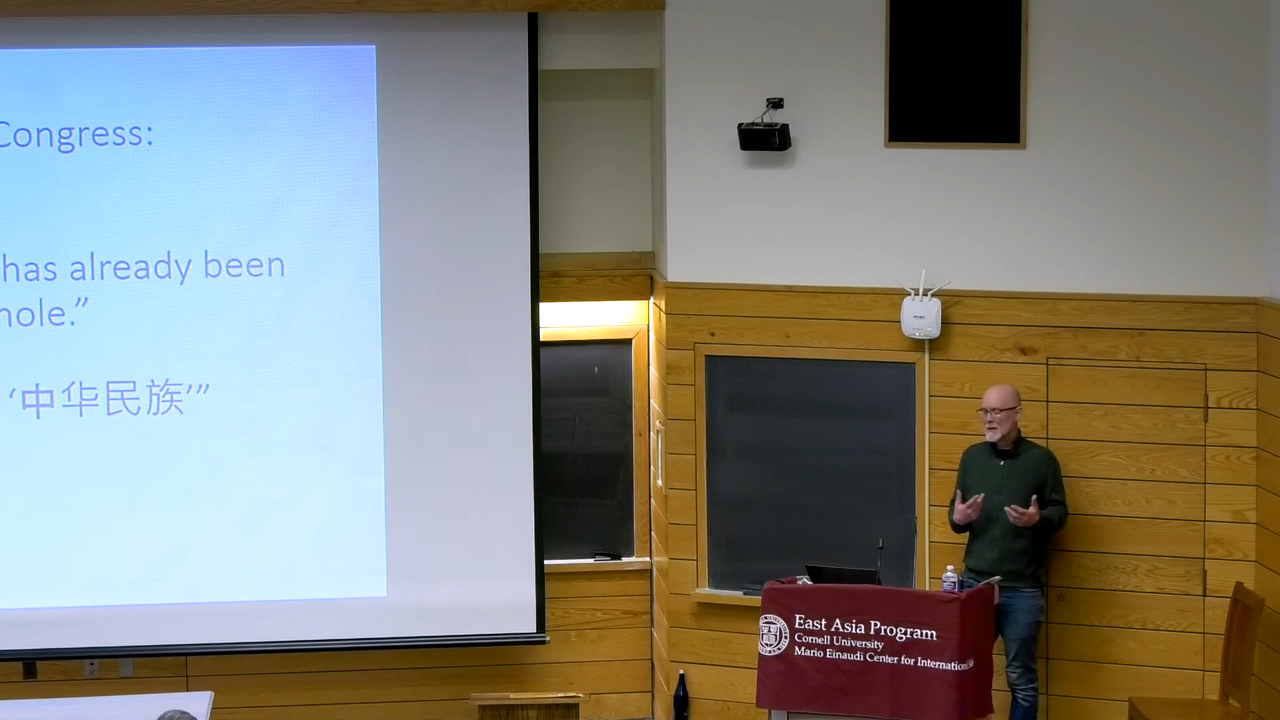 Congress:
has already been
hole.”
‘中华民族’”
East Asia Program
Cornell University
Mario Einaudi Center for International